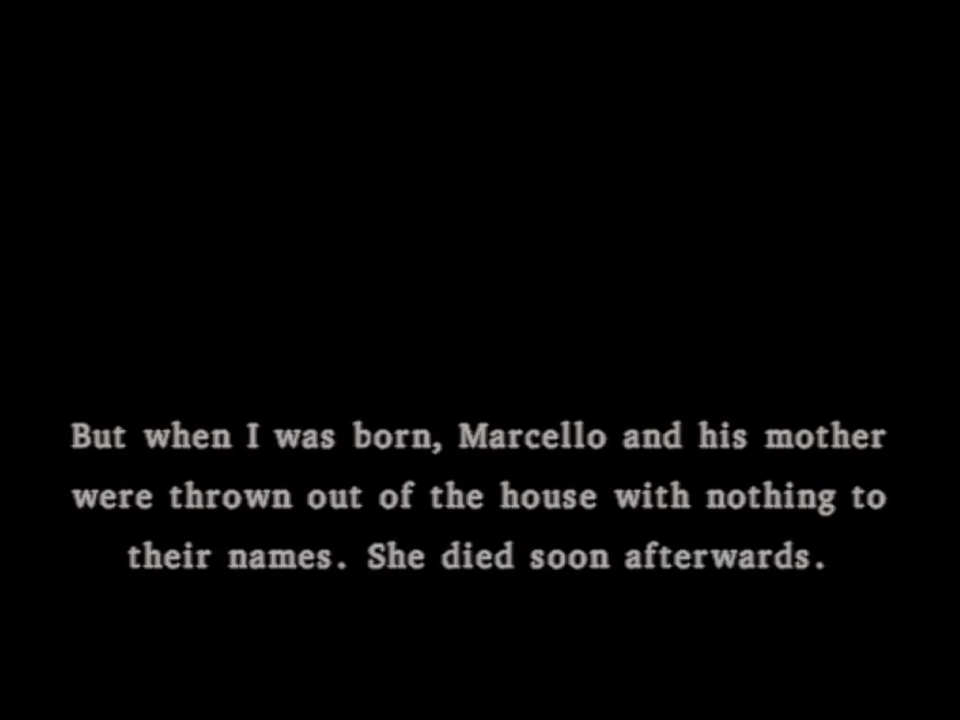 But when I was born, Marcello and his mother
were thrown out of the house with nothing to
their names. She died soon afterwards.